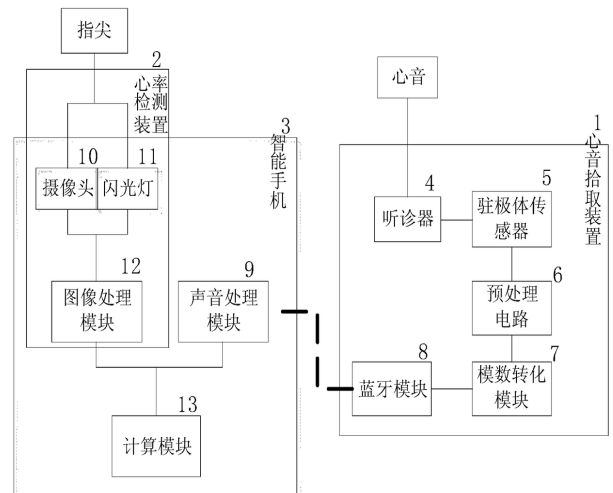 指尖
2
心率
检测
装置
10
11
摄像头
闪光灯
12
图像处理
模块
3
智能手机
9
声音处理
模块
13
计算模块
心音
1
心音拾取装置
4
听诊器
5
驻极体传
感器
6
预处理
电路
7
模数转化
模块
8
蓝牙模块